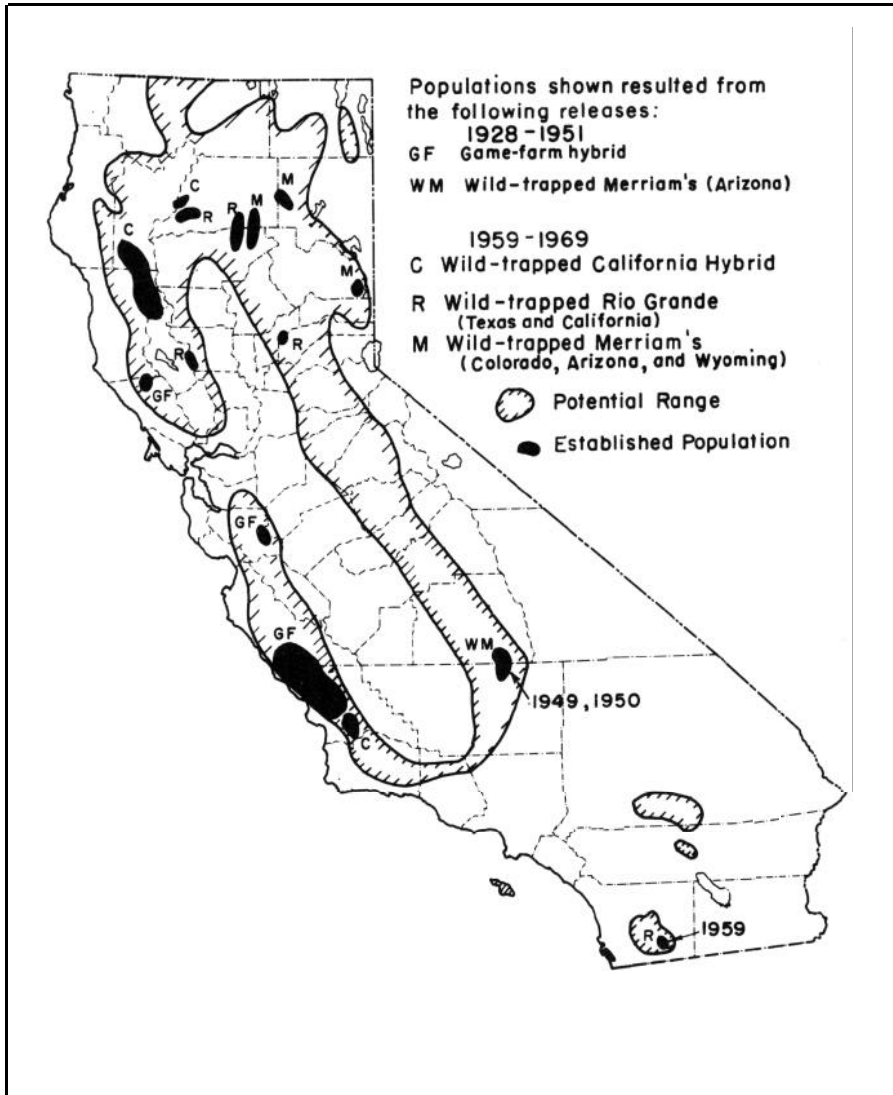 Populations shown resulted from
the following releases:
1928-1951
GF Game-farm hybrid
WM Wild-trapped Merriam's (Arizona)
1959-1969
C Wild-trapped California Hybrid
R Wild-trapped Rio Grande
(Texas and California)
M Wild-trapped Merriam's
(Colorado, Arizona, and Wyoming)
Potential Range
Established Population
C
R
R
M
M
C
M
R
R
GF
GF
GF
C
WM
1949, 1950
R
1959